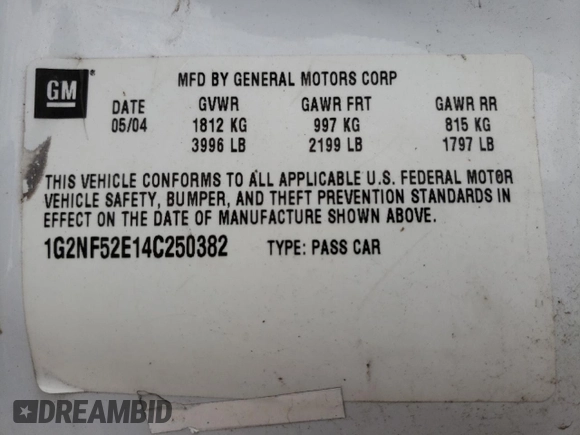 GM ®
MFD BY GENERAL MOTORS CORP
DATE GVWR GAWR FRT GAWR RR
05/04 1812 KG 997 KG 815 KG
3996 LB 2199 LB 1797 LB
THIS VEHICLE CONFORMS TO ALL APPLICABLE U.S. FEDERAL MOTOR
VEHICLE SAFETY, BUMPER, AND THEFT PREVENTION STANDARDS IN
EFFECT ON THE DATE OF MANUFACTURE SHOWN ABOVE.
1G2NF52E14C250382 TYPE: PASS CAR
DREAMBID